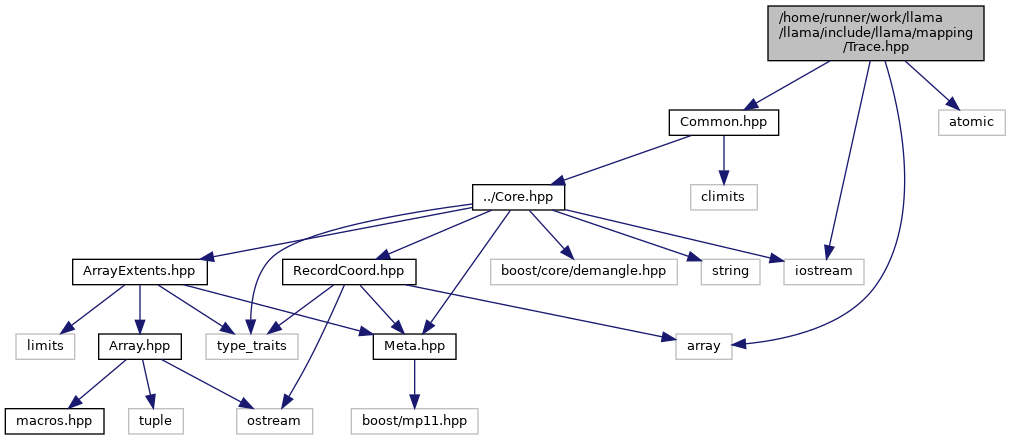 /home/runner/work/llama
/llama/include/llama/mapping
/Trace.hpp
Common.hpp
atomic
../Core.hpp
climits
ArrayExtents.hpp
RecordCoord.hpp
boost/core/demangle.hpp
string
iostream
limits
Array.hpp
type_traits
Meta.hpp
array
macros.hpp
tuple
ostream
boost/mp11.hpp